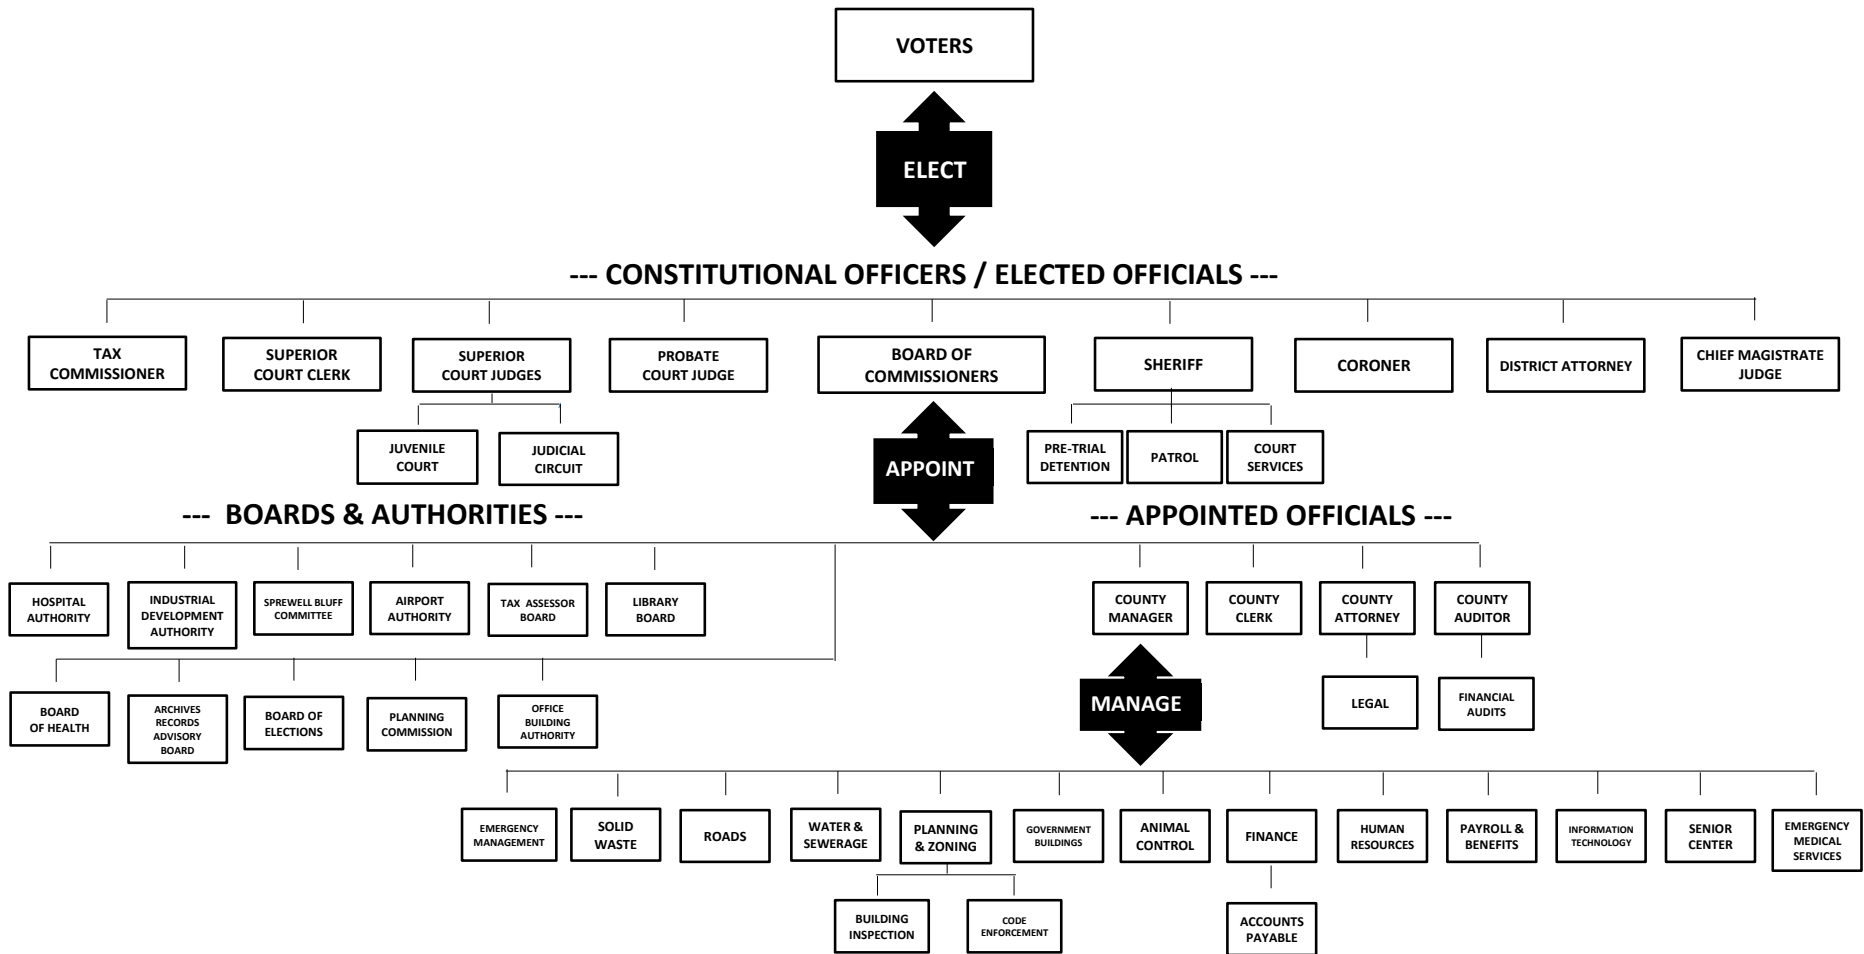 VOTERS
ELECT
--- CONSTITUTIONAL OFFICERS / ELECTED OFFICIALS ---
TAX
COMMISSIONER
SUPERIOR
COURT CLERK
SUPERIOR
COURT JUDGES
PROBATE
COURT JUDGE
BOARD OF
COMMISSIONERS
SHERIFF
CORONER
DISTRICT ATTORNEY
CHIEF MAGISTRATE
JUDGE
JUVENILE
COURT
JUDICIAL
CIRCUIT
APPOINT
PRE-TRIAL
DETENTION
PATROL
COURT
SERVICES
--- BOARDS & AUTHORITIES ---
--- APPOINTED OFFICIALS ---
HOSPITAL
AUTHORITY
INDUSTRIAL
DEVELOPMENT
AUTHORITY
SPREWELL BLUFF
COMMITTEE
AIRPORT
AUTHORITY
TAX ASSESSOR
BOARD
LIBRARY
BOARD
COUNTY
MANAGER
COUNTY
CLERK
COUNTY
ATTORNEY
COUNTY
AUDITOR
BOARD
OF HEALTH
ARCHIVES
RECORDS
ADVISORY
BOARD
BOARD OF
ELECTIONS
PLANNING
COMMISSION
OFFICE
BUILDING
AUTHORITY
MANAGE
LEGAL
FINANCIAL
AUDITS
EMERGENCY
MANAGEMENT
SOLID
WASTE
ROADS
WATER &
SEWERAGE
PLANNING
& ZONING
GOVERNMENT
BUILDINGS
ANIMAL
CONTROL
FINANCE
HUMAN
RESOURCES
PAYROLL &
BENEFITS
INFORMATION
TECHNOLOGY
SENIOR
CENTER
EMERGENCY
MEDICAL
SERVICES
BUILDING
INSPECTION
CODE
ENFORCEMENT
ACCOUNTS
PAYABLE